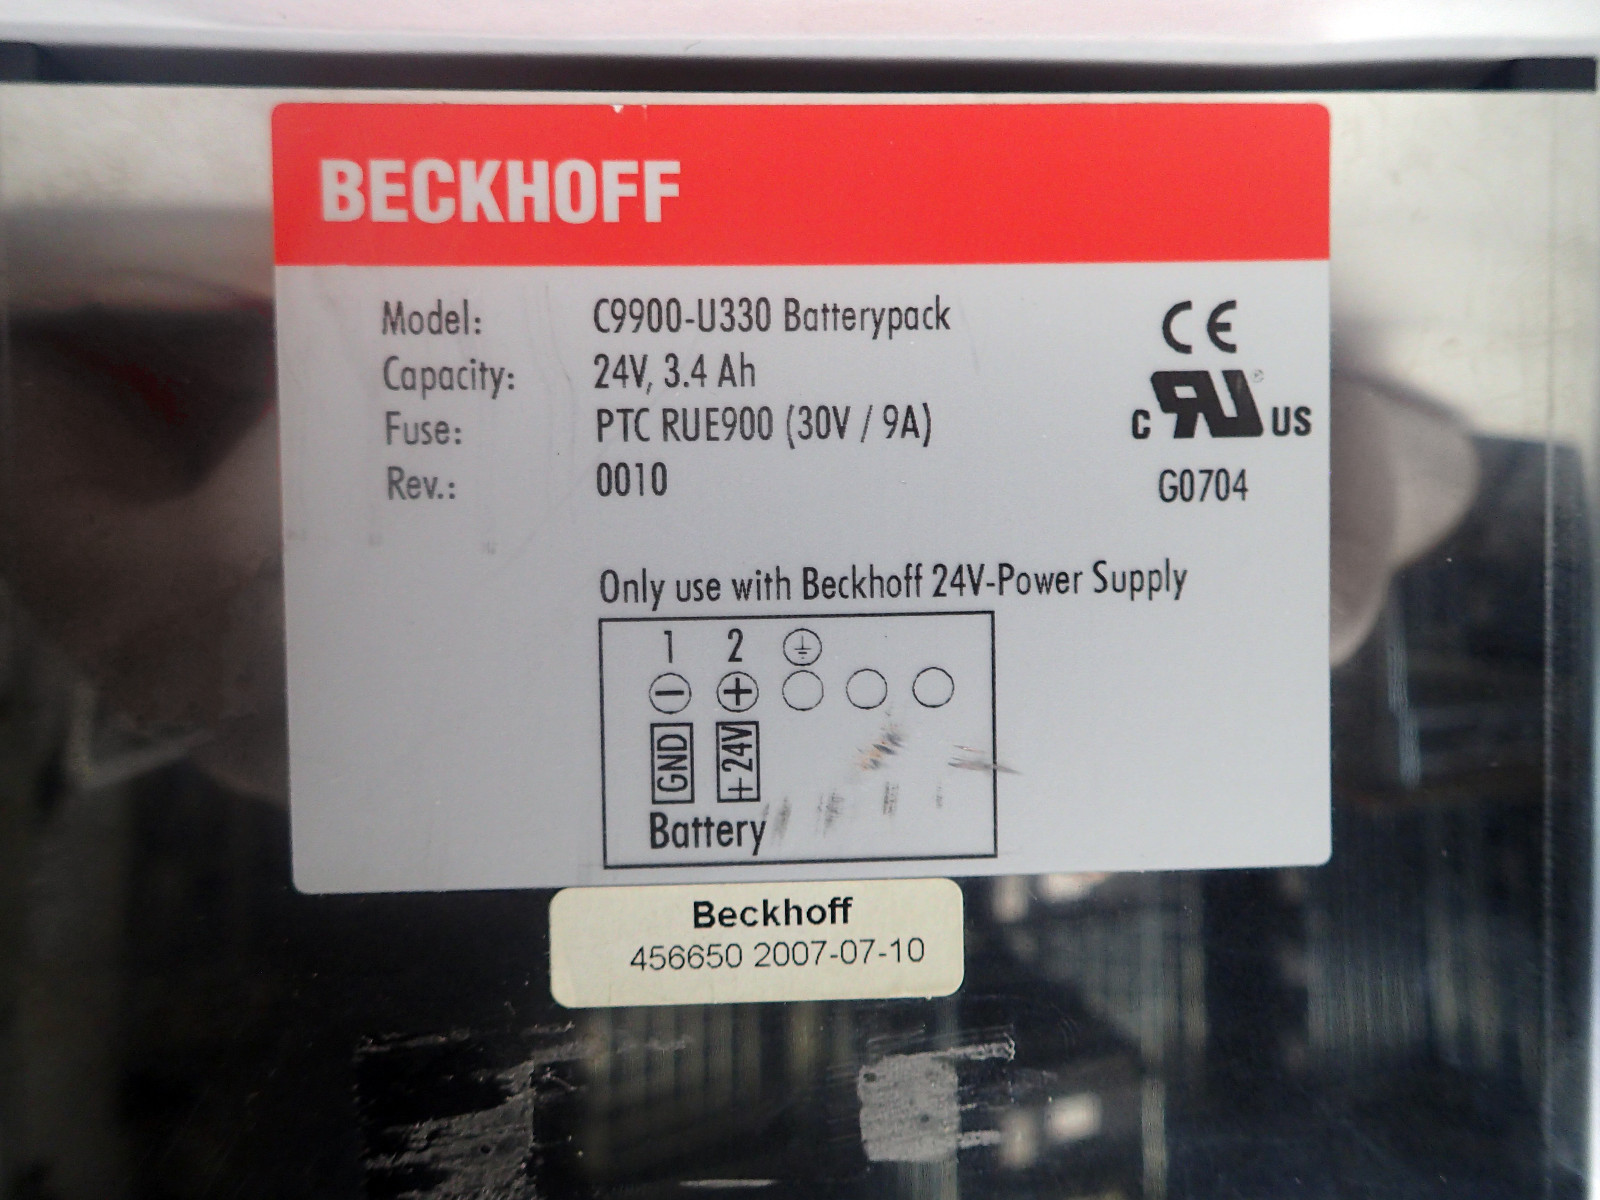 BECKHOFF
Model: C9900-U330 Batterypack
Capacity: 24V, 3.4 Ah
Fuse: PTC RUE900 (30V / 9A)
Rev.: 0010
CE
c RU ® US
G0704
Only use with Beckhoff 24V-Power Supply
1 2
− +
GND +24V
Battery
Beckhoff
456650 2007-07-10